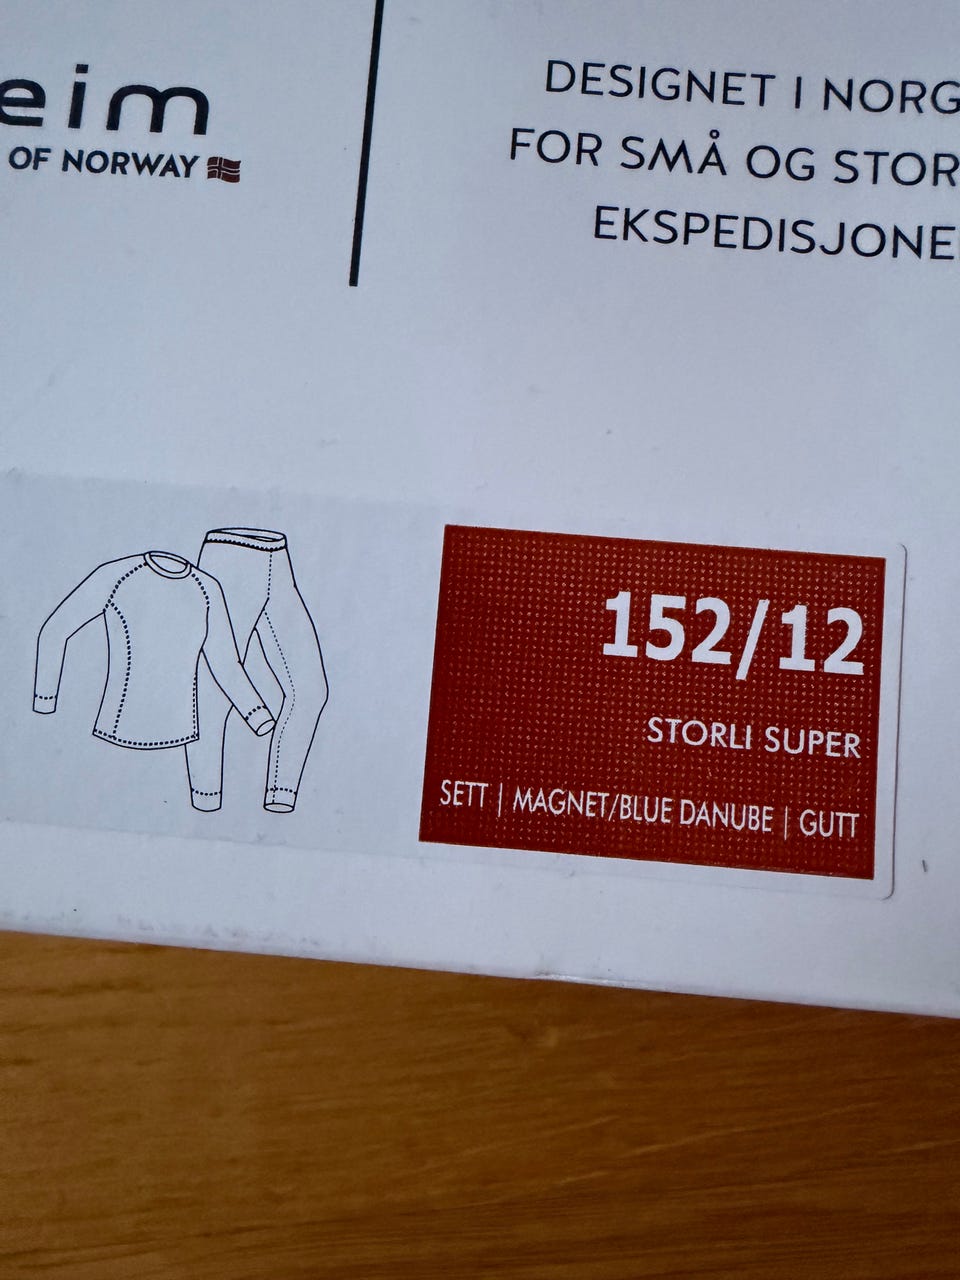 eim
OF NORWAY
DESIGNET I NORG
FOR SMÅ OG STOR
EKSPEDISJONE
152/12
STORLI SUPER
SETT | MAGNET/BLUE DANUBE | GUTT